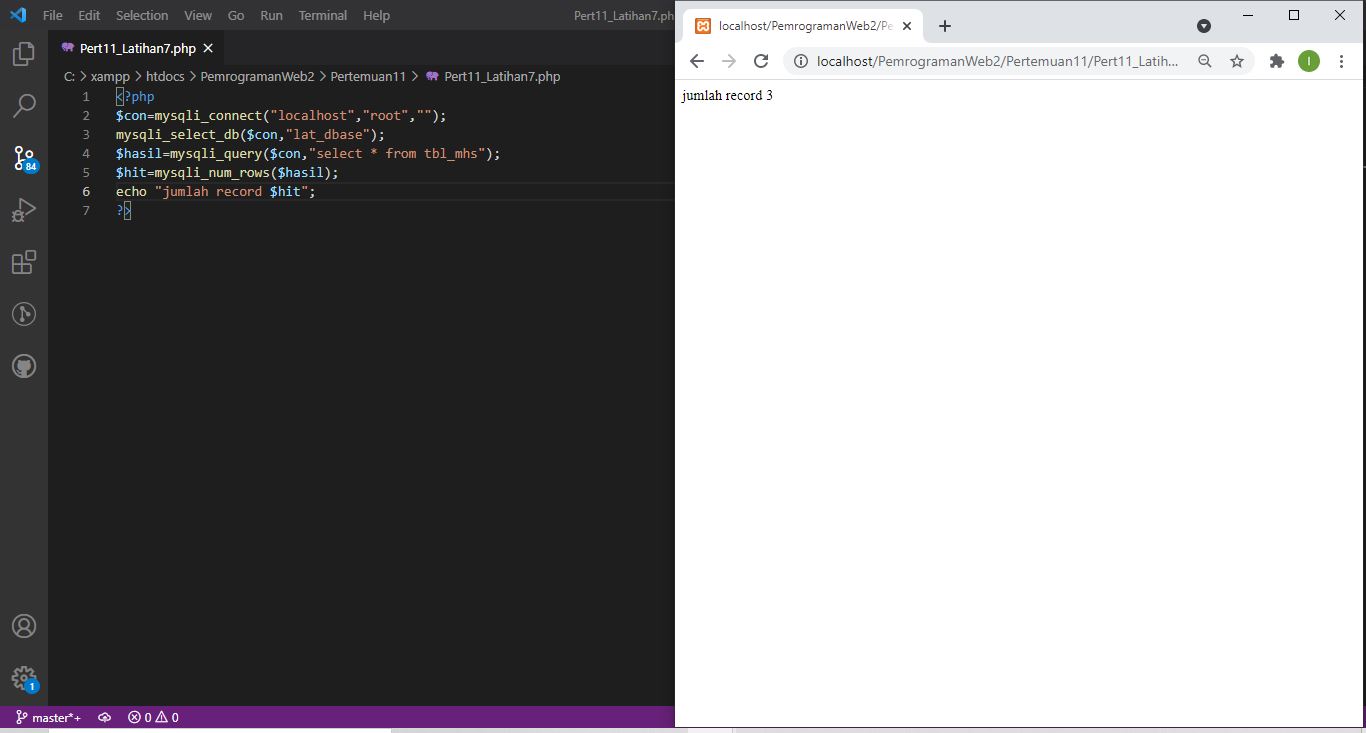 File Edit Selection View Go Run Terminal Help Pert11_Latihan7.ph
Pert11_Latihan7.php
C: > xampp > htdocs > PemrogramanWeb2 > Pertemuan11 > Pert11_Latihan7.php
1 <?php
2 $con=mysqli_connect("localhost","root","");
3 mysqli_select_db($con,"lat_dbase");
4 $hasil=mysqli_query($con,"select * from tbl_mhs");
5 $hit=mysqli_num_rows($hasil);
6 echo "jumlah record $hit";
7 ?>
84
1
master*+ 0 0
localhost/PemrogramanWeb2/Pe
localhost/PemrogramanWeb2/Pertemuan11/Pert11_Latih...
I
jumlah record 3